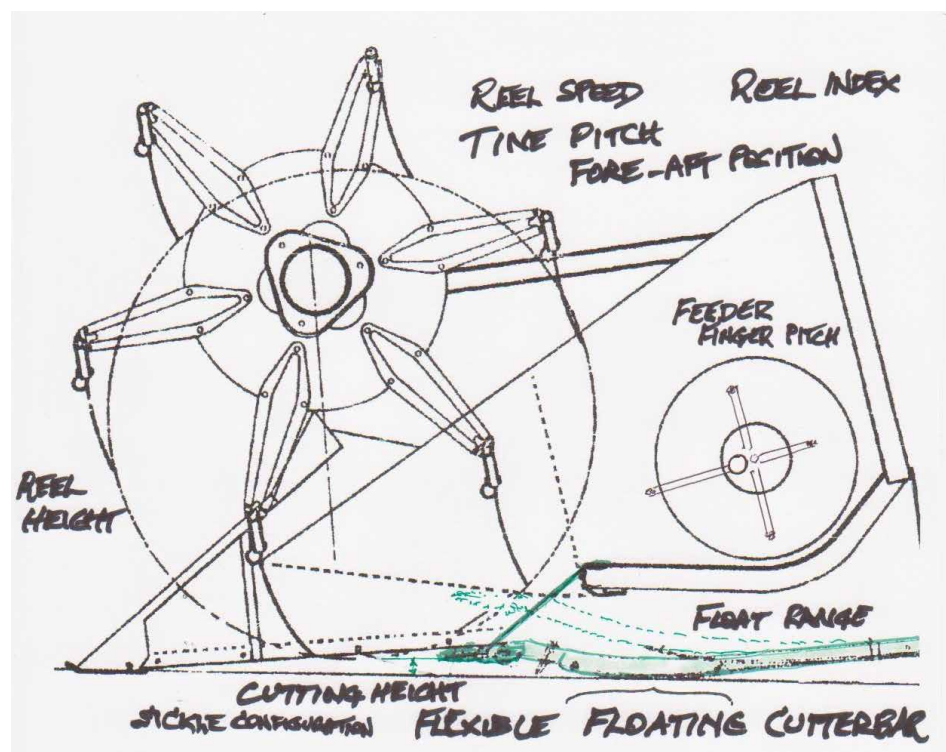 REEL SPEED REEL INDEX
TINE PITCH
FORE-AFT POSITION
FEEDER
FINGER PITCH
REEL
HEIGHT
FLOAT RANGE
CUTTING HEIGHT
SICKLE CONFIGURATION
FLEXIBLE FLOATING CUTTERBAR